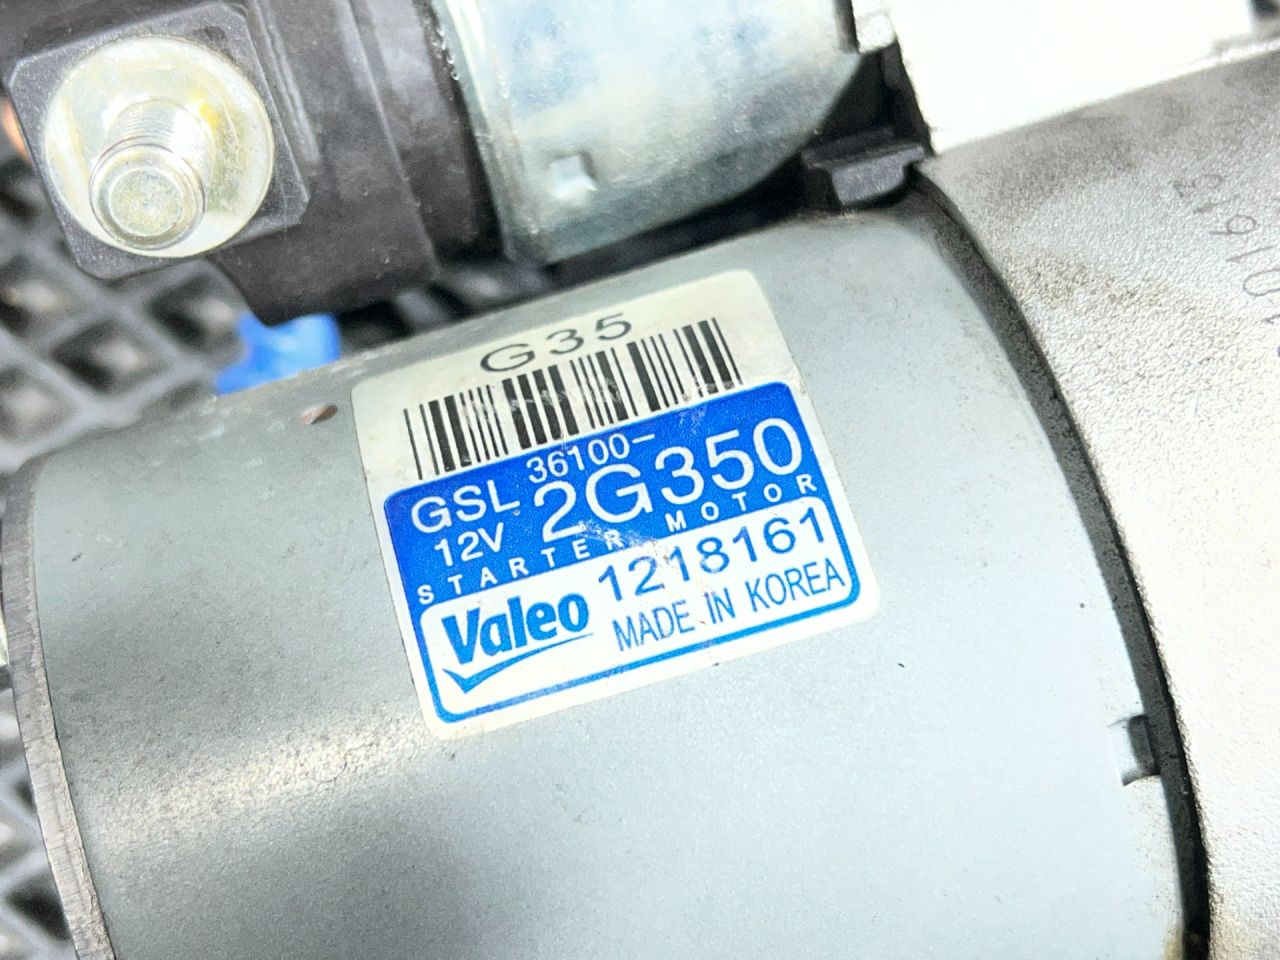 G35
36100-
GSL 2G350
12V
STARTER MOTOR
Valeo 1218161
MADE IN KOREA